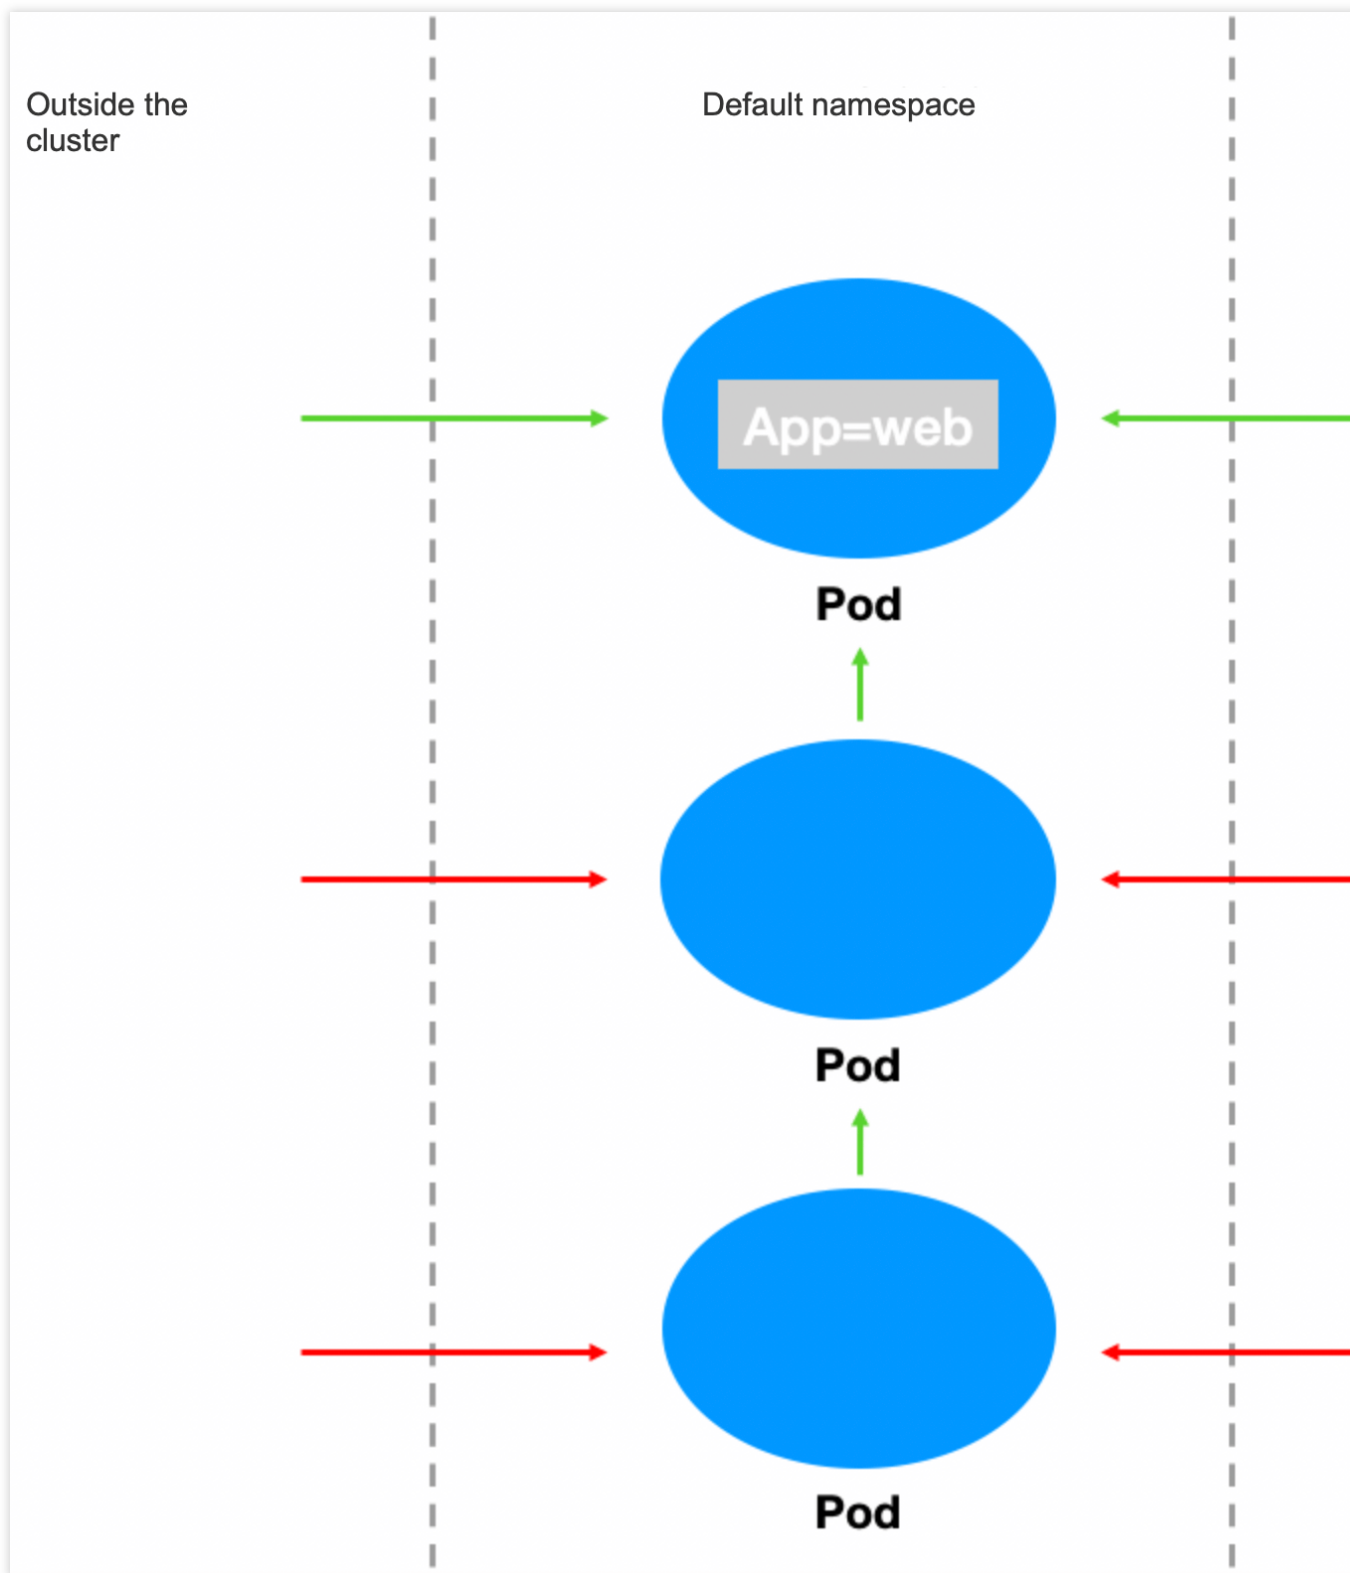 Outside the
cluster
Default namespace
App=web
Pod
Pod
Pod